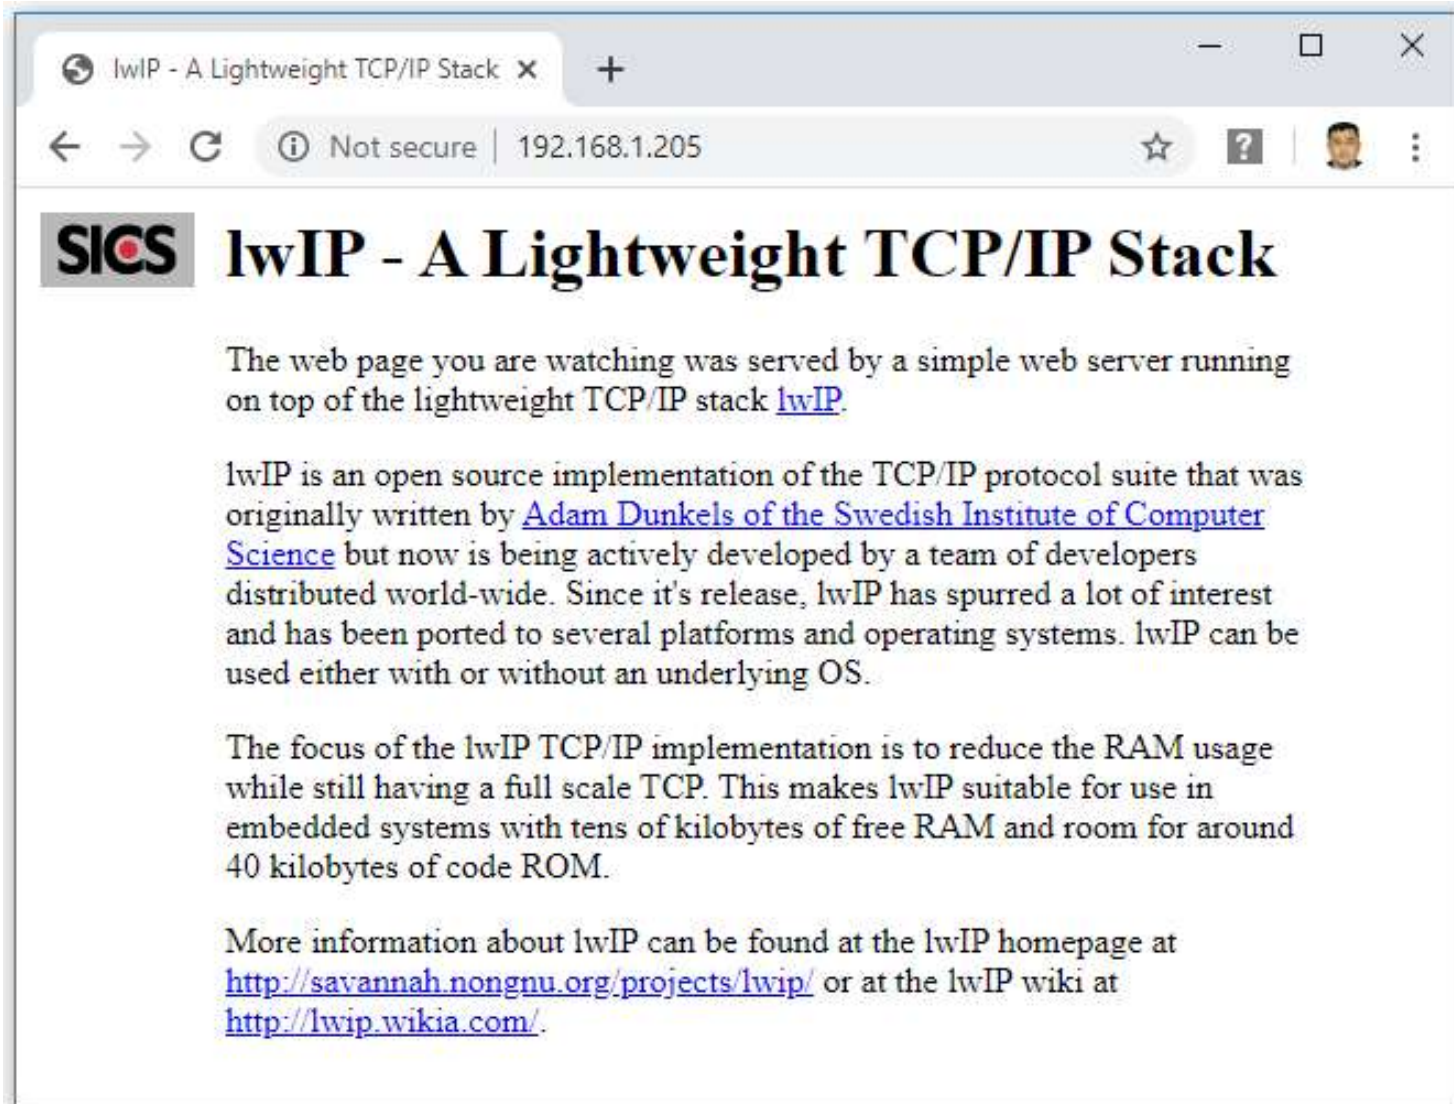 lwIP - A Lightweight TCP/IP Stack
Not secure | 192.168.1.205
?
SICS
lwIP - A Lightweight TCP/IP Stack
The web page you are watching was served by a simple web server running
on top of the lightweight TCP/IP stack lwIP.
lwIP is an open source implementation of the TCP/IP protocol suite that was
originally written by Adam Dunkels of the Swedish Institute of Computer
Science but now is being actively developed by a team of developers
distributed world-wide. Since it's release, lwIP has spurred a lot of interest
and has been ported to several platforms and operating systems. lwIP can be
used either with or without an underlying OS.
The focus of the lwIP TCP/IP implementation is to reduce the RAM usage
while still having a full scale TCP. This makes lwIP suitable for use in
embedded systems with tens of kilobytes of free RAM and room for around
40 kilobytes of code ROM.
More information about lwIP can be found at the lwIP homepage at
http://savannah.nongnu.org/projects/lwip/ or at the lwIP wiki at
http://lwip.wikia.com/.